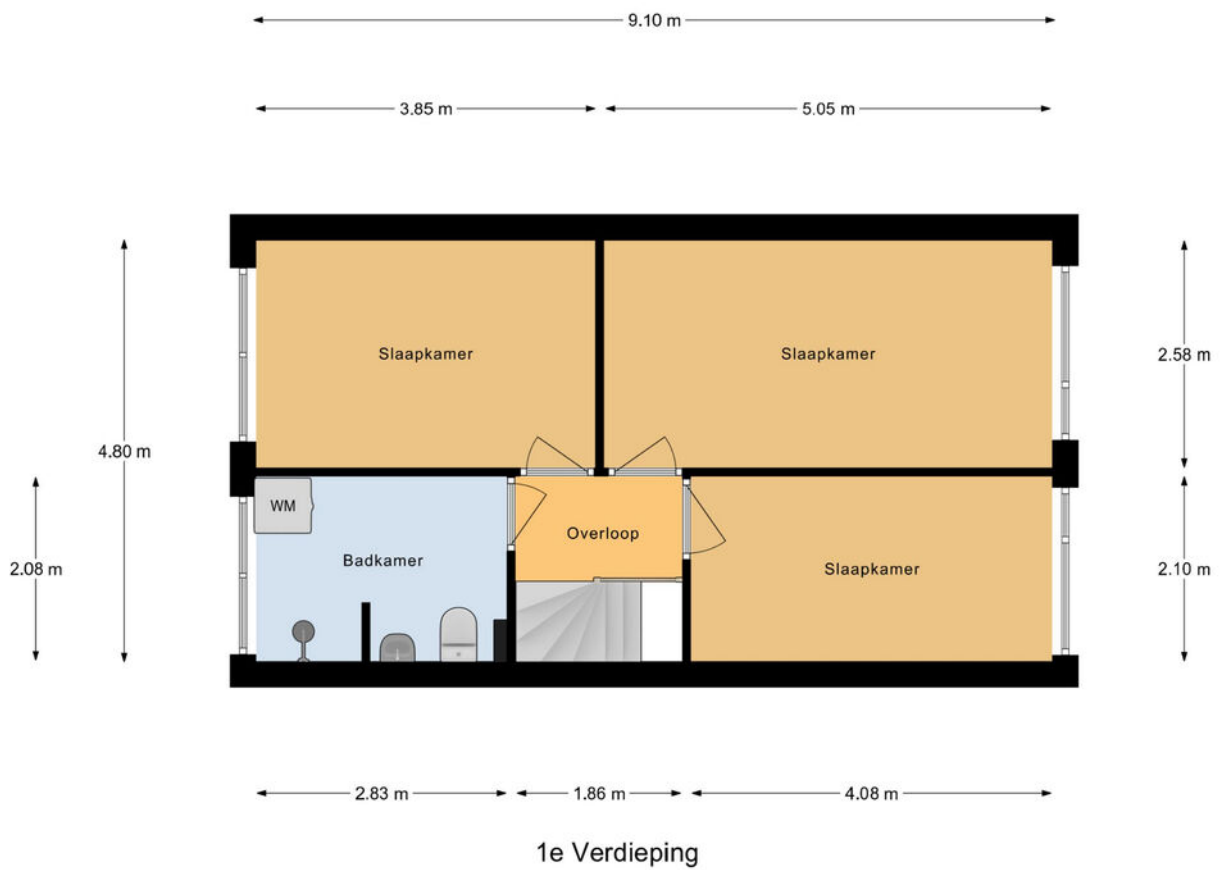 9.10 m
3.85 m
5.05 m
Slaapkamer
Slaapkamer
2.58 m
4.80 m
WM
Overloop
Badkamer
2.08 m
Slaapkamer
2.10 m
2.83 m
1.86 m
4.08 m
1e Verdieping